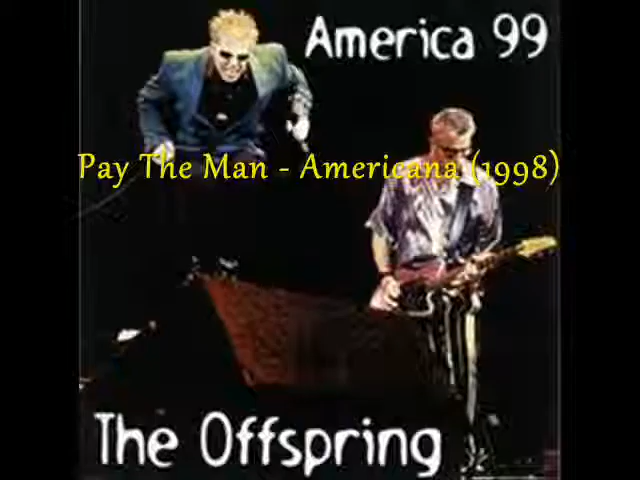 America 99
Pay The Man - Americana (1998)
The Offspring